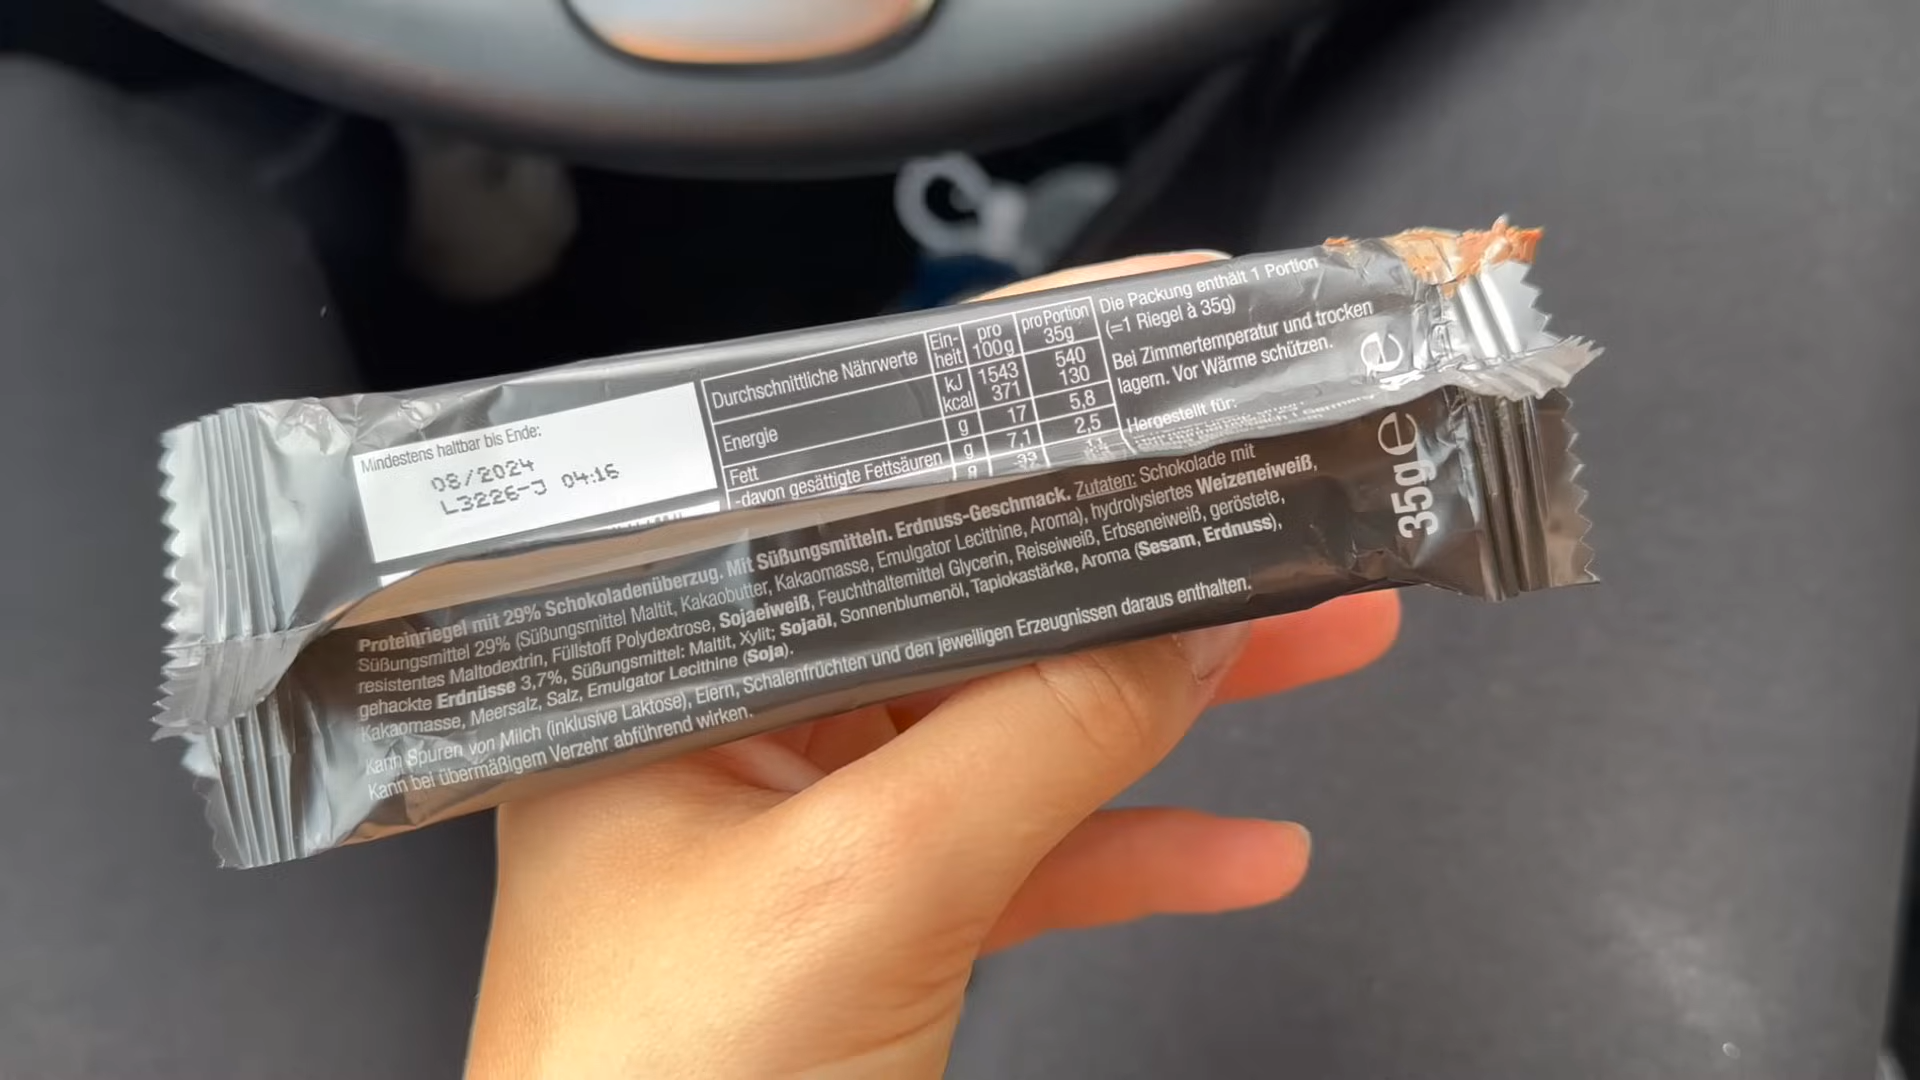 Mindestens haltbar bis Ende:
08/2024
L3226-J 04:16
Durchschnittliche Nährwerte Ein-heit pro 100g pro Portion 35g
Energie kJ 1543 540
kcal 371 130
Fett g 17 5,8
-davon gesättigte Fettsäuren g 7,1 2,5
g 33 11
Die Packung enthält 1 Portion
(=1 Riegel à 35g)
Bei Zimmertemperatur und trocken
lagern. Vor Wärme schützen.
Hergestellt für:
e
Proteinriegel mit 29% Schokoladenüberzug. Mit Süßungsmitteln. Erdnuss-Geschmack. Zutaten: Schokolade mit
Süßungsmittel 29% (Süßungsmittel Maltit, Kakaobutter, Kakaomasse, Emulgator Lecithine, Aroma), hydrolysiertes Weizeneiweiß,
resistentes Maltodextrin, Füllstoff Polydextrose, Sojaeiweiß, Feuchthaltemittel Glycerin, Reiseiweiß, Erbseneiweiß, geröstete,
gehackte Erdnüsse 3,7%, Süßungsmittel: Maltit, Xylit; Sojaöl, Sonnenblumenöl, Tapiokastärke, Aroma (Sesam, Erdnuss),
Kakaomasse, Meersalz, Salz, Emulgator Lecithine (Soja).
Kann Spuren von Milch (inklusive Laktose), Eiern, Schalenfrüchten und den jeweiligen Erzeugnissen daraus enthalten.
Kann bei übermäßigem Verzehr abführend wirken.
35g e